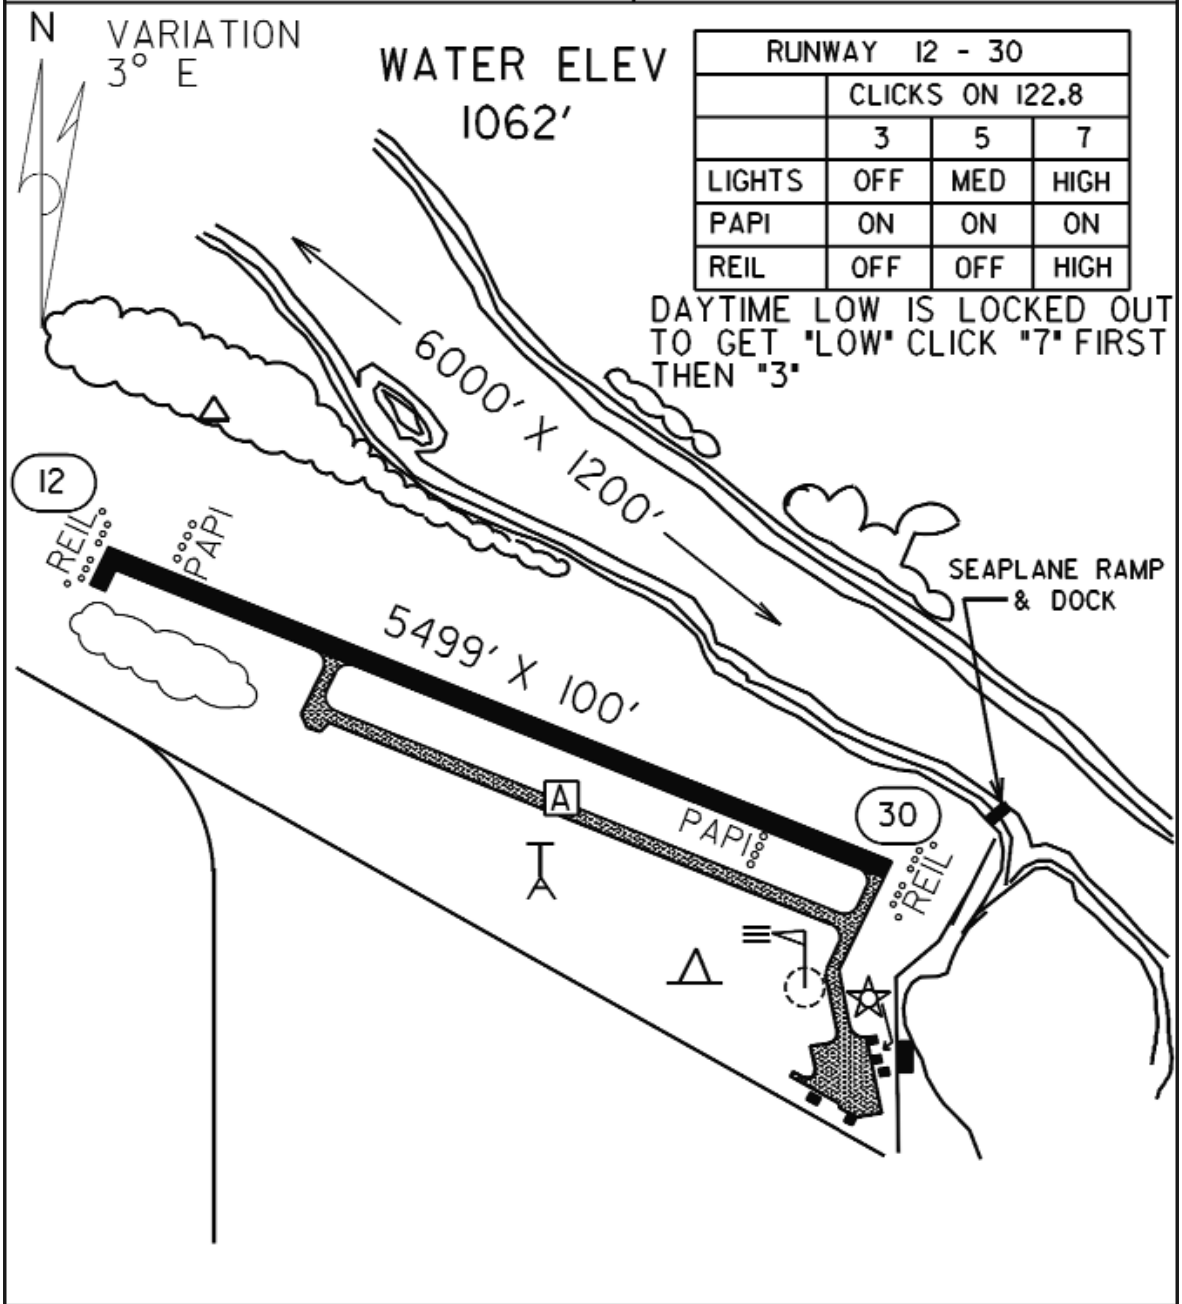 N
VARIATION
3° E
WATER ELEV
1062'
RUNWAY 12 - 30
CLICKS ON 122.8
3 5 7
LIGHTS OFF MED HIGH
PAPI ON ON ON
REIL OFF OFF HIGH
DAYTIME LOW IS LOCKED OUT
TO GET "LOW" CLICK "7" FIRST
THEN "3"
6000' X 1200'
12
REIL
PAPI
SEAPLANE RAMP
& DOCK
5499' X 100'
A
PAPI
30
REIL